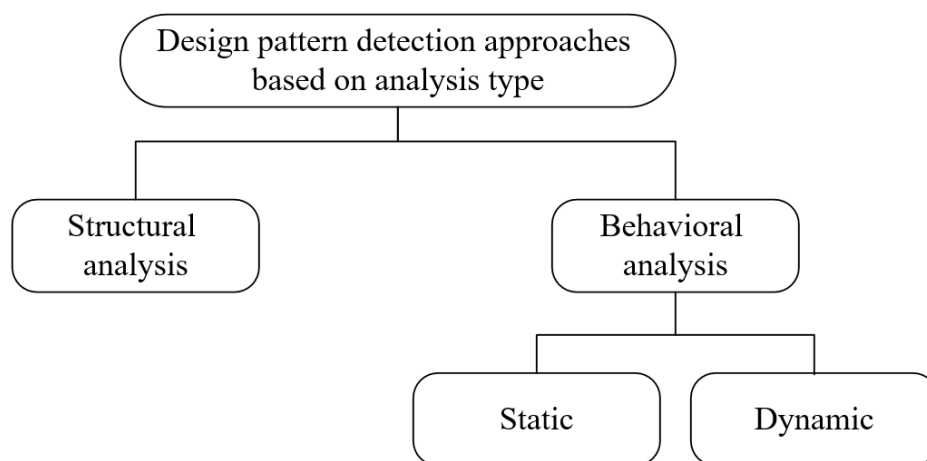 Design pattern detection approaches
based on analysis type
Structural
analysis
Behavioral
analysis
Static
Dynamic